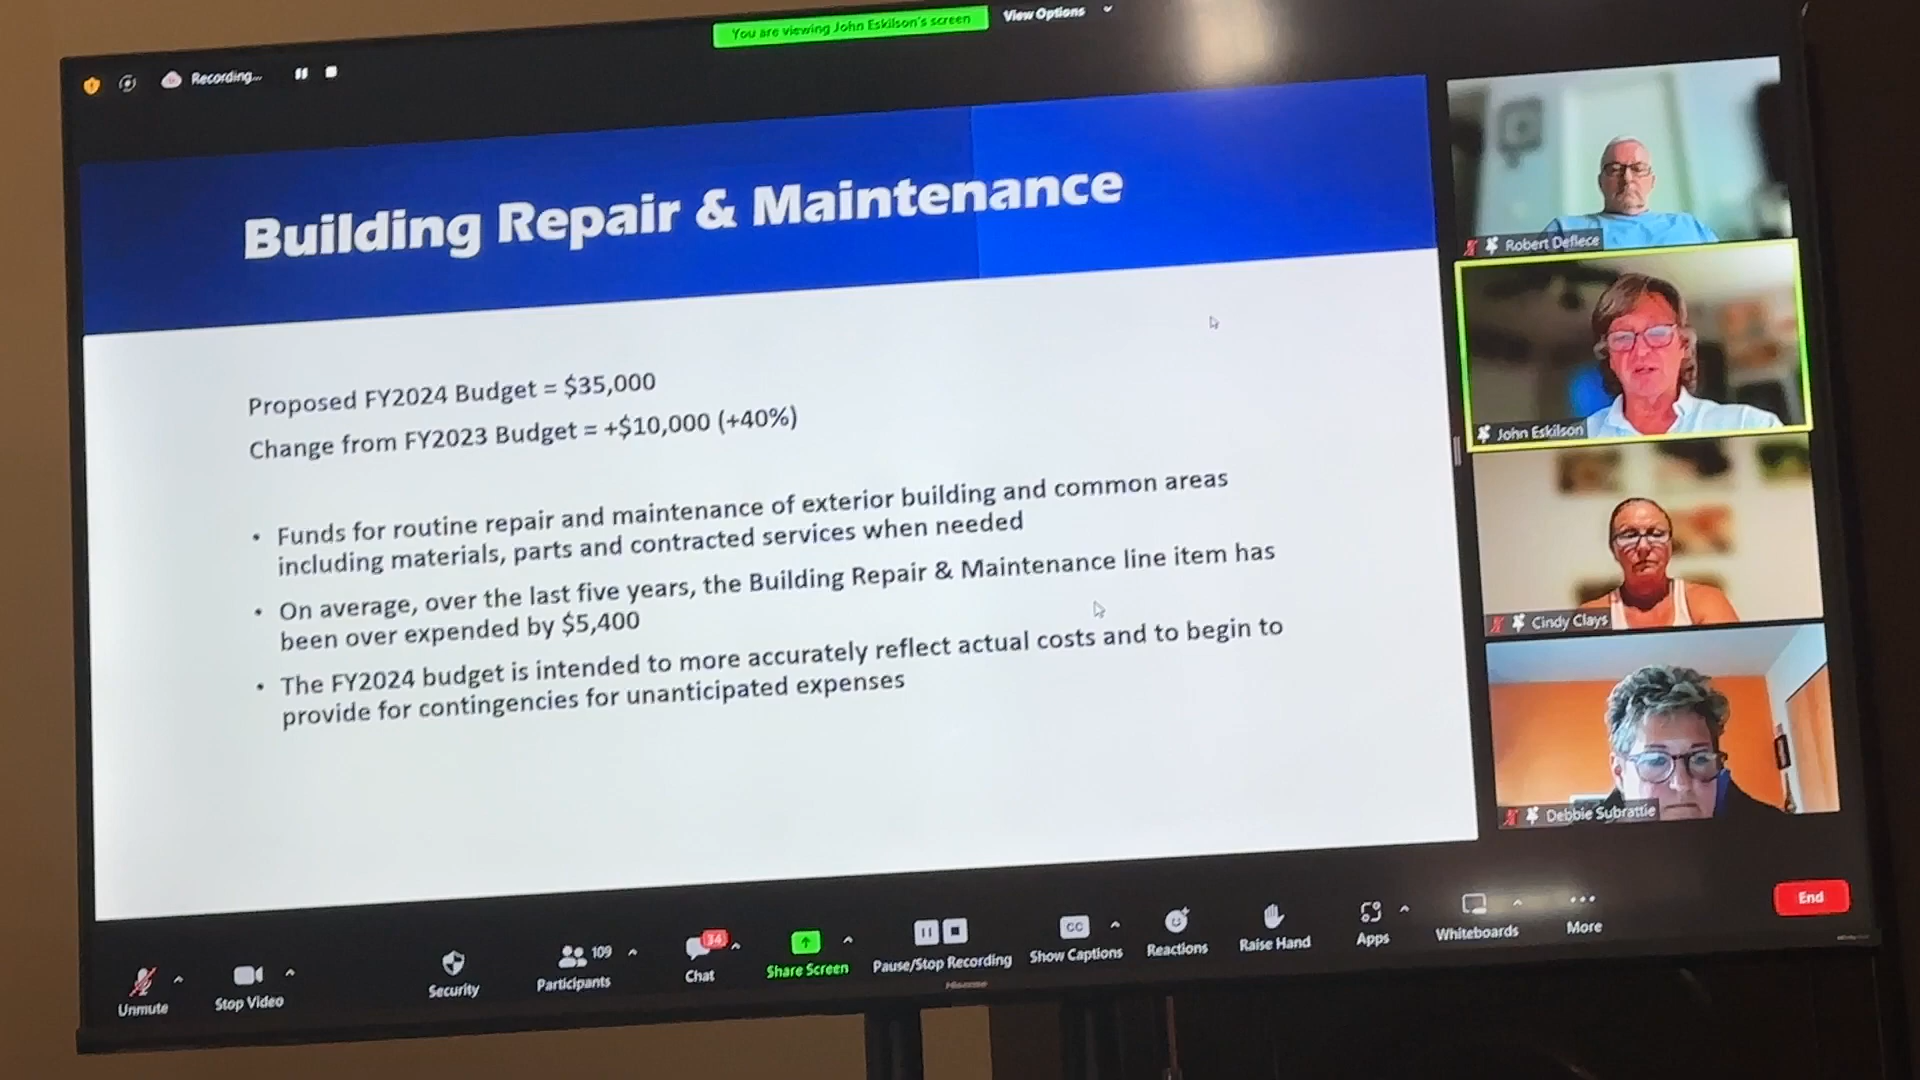 You are viewing John Eskilson's screen
View Options
Recording...
Building Repair & Maintenance
Proposed FY2024 Budget = $35,000
Change from FY2023 Budget = +$10,000 (+40%)
• Funds for routine repair and maintenance of exterior building and common areas
including materials, parts and contracted services when needed
• On average, over the last five years, the Building Repair & Maintenance line item has
been over expended by $5,400
• The FY2024 budget is intended to more accurately reflect actual costs and to begin to
provide for contingencies for unanticipated expenses
Robert Defiece
John Eskilson
Cindy Clays
Debbie Subrattie
Unmute
Stop Video
Security
109
Participants
34
Chat
Share Screen
Pause/Stop Recording
CC
Show Captions
Reactions
Raise Hand
Apps
Whiteboards
More
End
Hisense